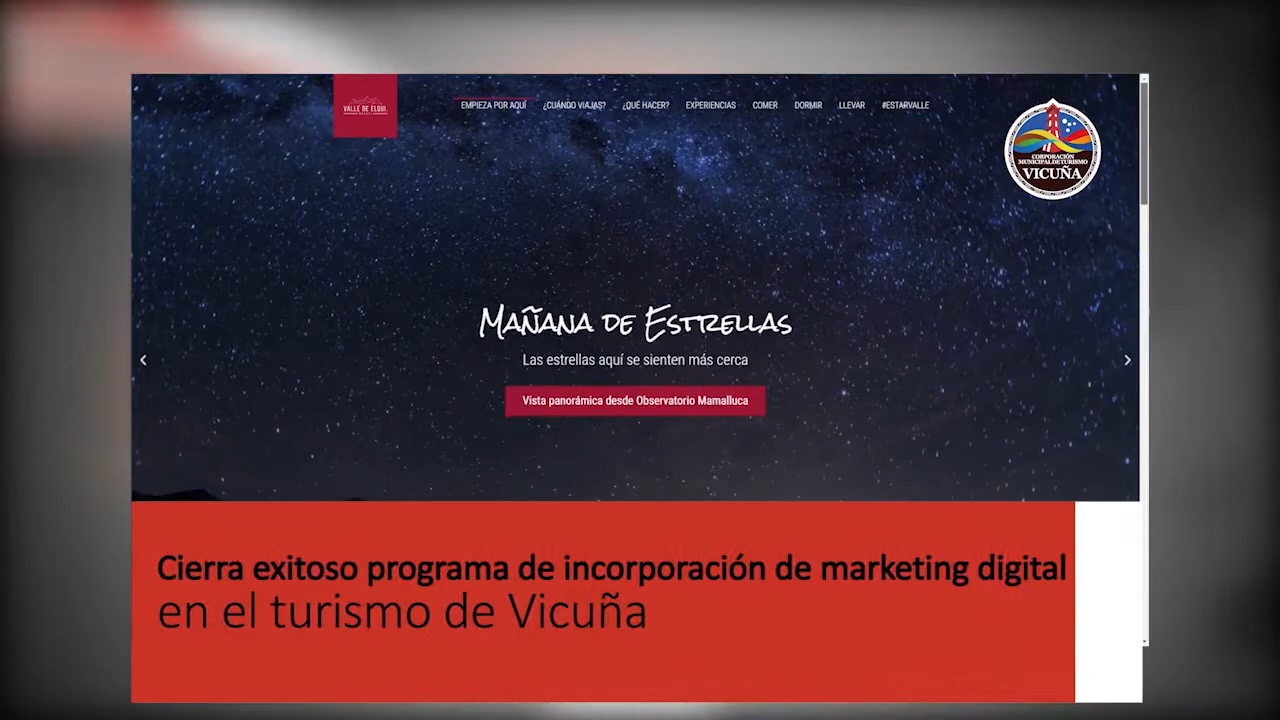 VALLE DE ELQUI
EMPIEZA POR AQUÍ ¿CUÁNDO VIAJAS? ¿QUÉ HACER? EXPERIENCIAS COMER DORMIR LLEVAR #ESTARVALLE
CORPORACIÓN
MUNICIPAL DE TURISMO
VICUÑA
MAÑANA DE ESTRELLAS
Las estrellas aquí se sienten más cerca
Vista panorámica desde Observatorio Mamalluca
Cierra exitoso programa de incorporación de marketing digital
en el turismo de Vicuña